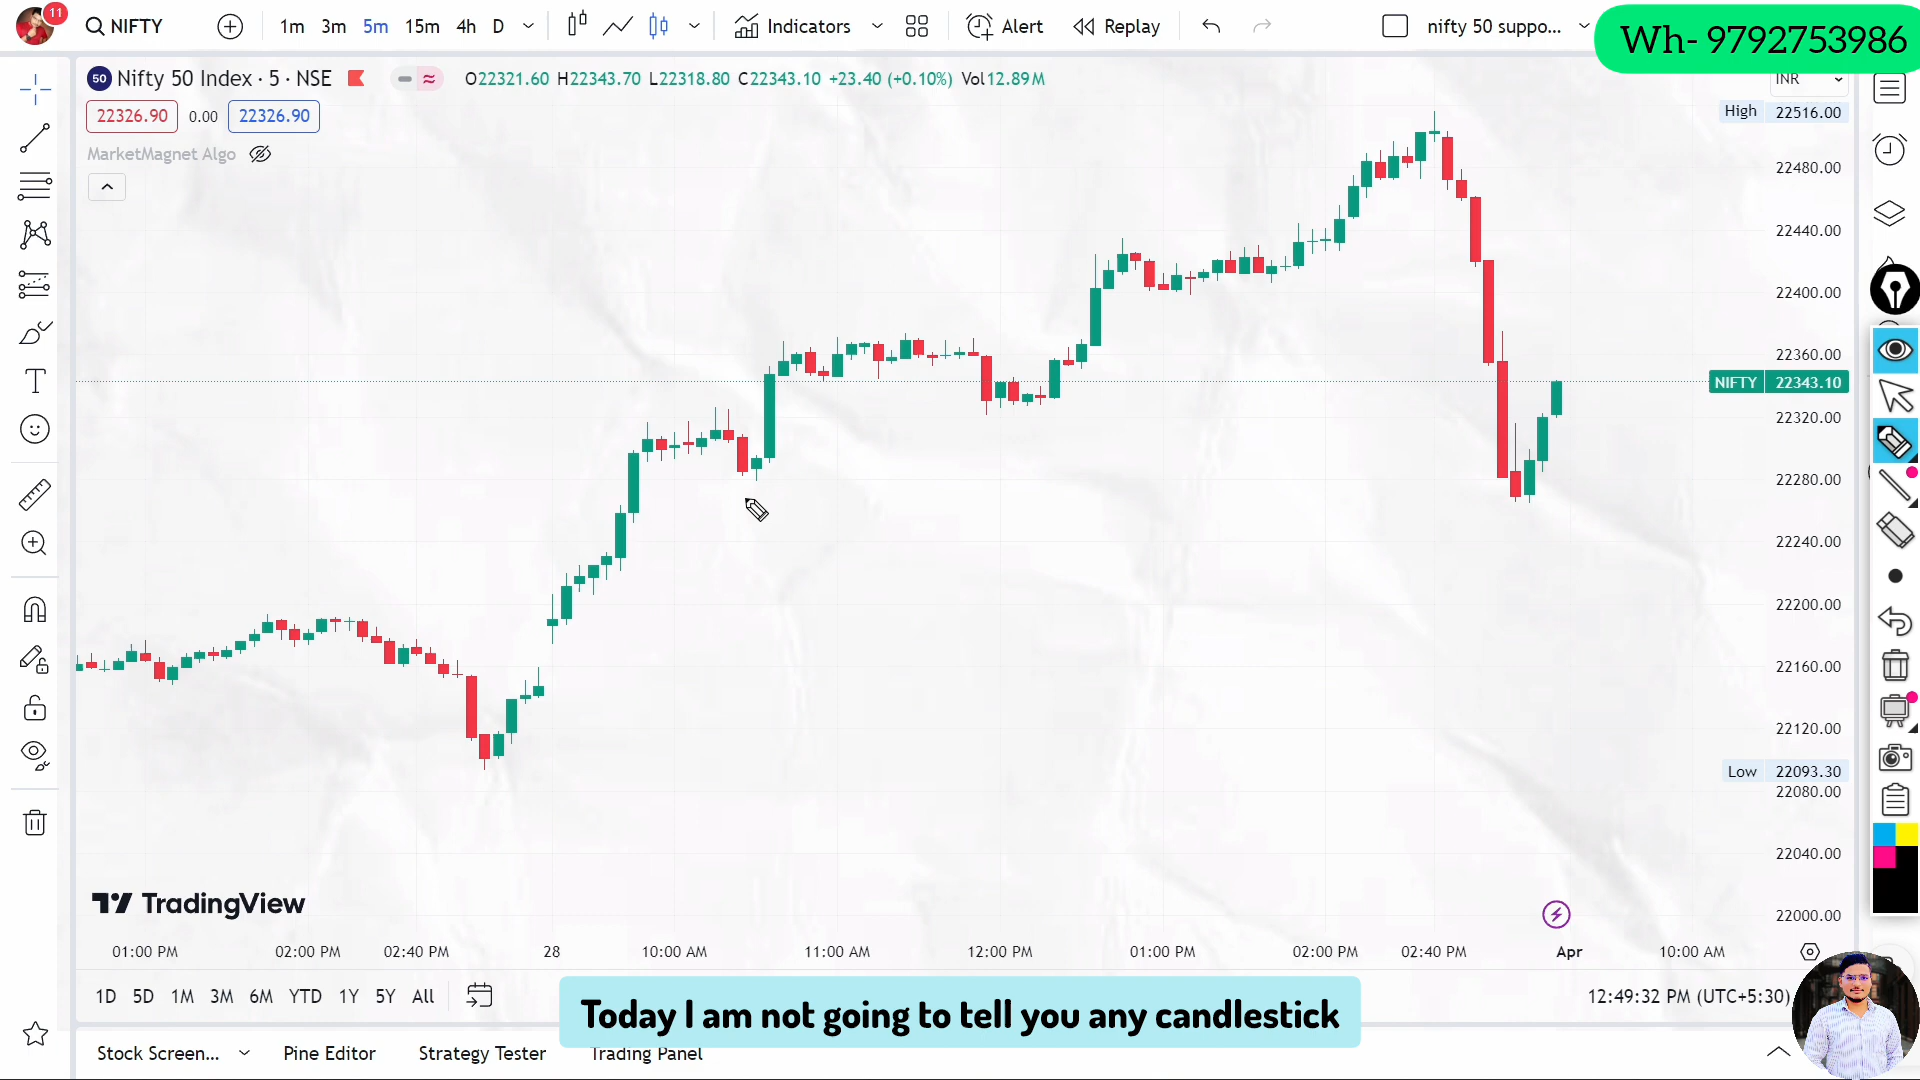 11
NIFTY
1m 3m 5m 15m 4h D
Indicators
Alert
Replay
nifty 50 suppo...
Wh- 9792753986
50 Nifty 50 Index · 5 · NSE
O22321.60 H22343.70 L22318.80 C22343.10 +23.40 (+0.10%) Vol12.89M
INR
22326.90 0.00 22326.90
MarketMagnet Algo
High 22516.00
22480.00
22440.00
22400.00
22360.00
NIFTY 22343.10
22320.00
22280.00
22240.00
22200.00
22160.00
22120.00
Low 22093.30
22080.00
22040.00
22000.00
TradingView
01:00 PM 02:00 PM 02:40 PM 28 10:00 AM 11:00 AM 12:00 PM 01:00 PM 02:00 PM 02:40 PM Apr 10:00 AM
1D 5D 1M 3M 6M YTD 1Y 5Y All
12:49:32 PM (UTC+5:30)
Today I am not going to tell you any candlestick
Stock Screen... Pine Editor Strategy Tester Trading Panel